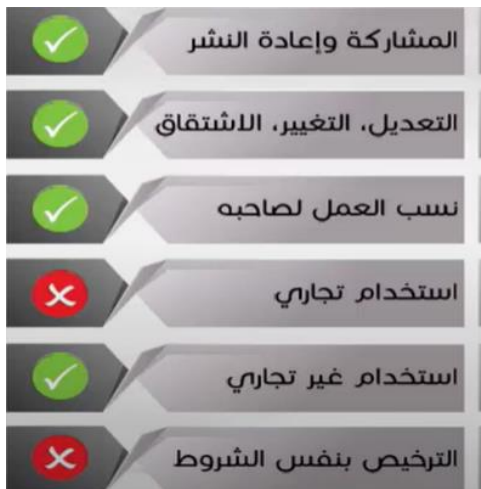 المشاركة وإعادة النشر
التعديل، التغيير، الاشتقاق
نسب العمل لصاحبه
استخدام تجاري
استخدام غير تجاري
الترخيص بنفس الشروط